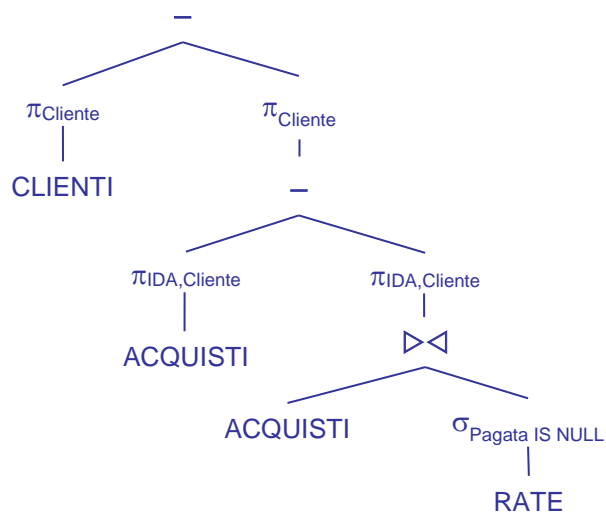 –
πCliente πCliente
CLIENTI
–
πIDA,Cliente πIDA,Cliente
ACQUISTI ▷◁
ACQUISTI σPagata IS NULL
RATE